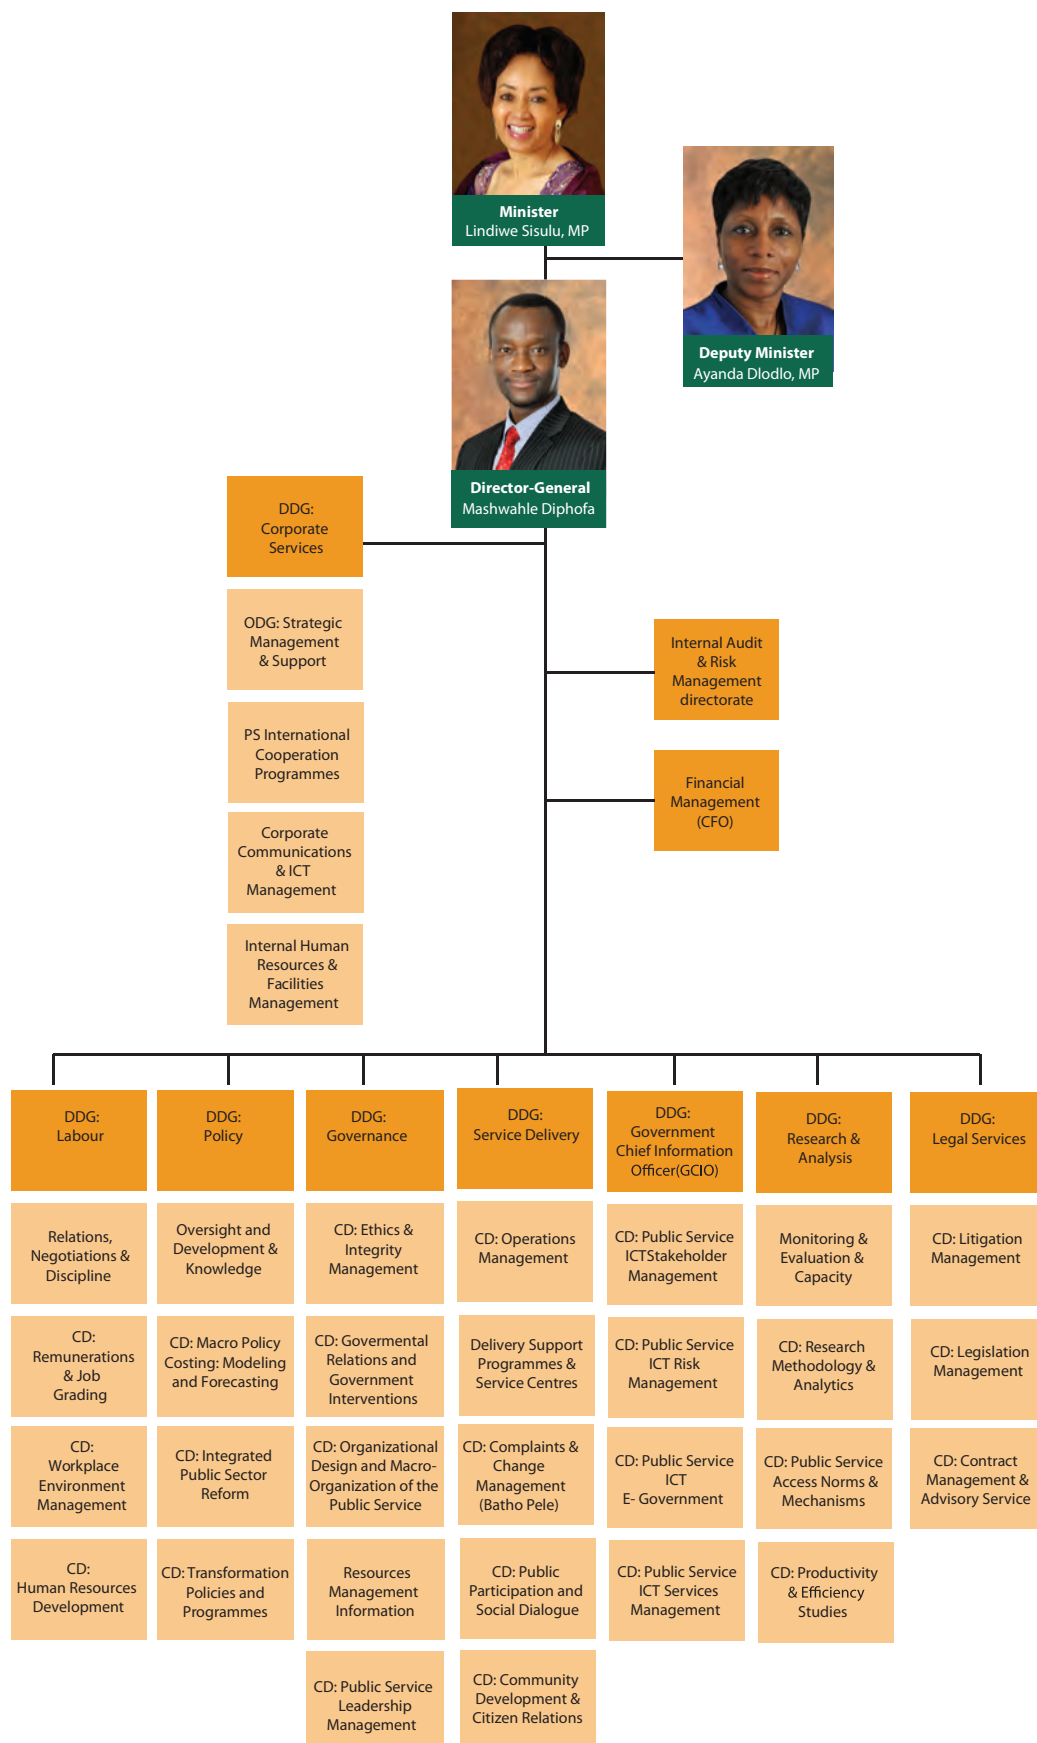 Minister
Lindiwe Sisulu, MP
Deputy Minister
Ayanda Dlodlo, MP
Director-General
Mashwahle Diphofa
DDG:
Corporate
Services
ODG: Strategic
Management
& Support
PS International
Cooperation
Programmes
Corporate
Communications
& ICT
Management
Internal Human
Resources &
Facilities
Management
Internal Audit
& Risk
Management
directorate
Financial
Management
(CFO)
DDG:
Labour
Relations,
Negotiations &
Discipline
CD:
Remunerations
& Job
Grading
CD:
Workplace
Environment
Management
CD:
Human Resources
Development
DDG:
Policy
Oversight and
Development &
Knowledge
CD: Macro Policy
Costing: Modeling
and Forecasting
CD: Integrated
Public Sector
Reform
CD: Transformation
Policies and
Programmes
DDG:
Governance
CD: Ethics &
Integrity
Management
CD: Govermental
Relations and
Government
Interventions
CD: Organizational
Design and Macro-
Organization of the
Public Service
Resources
Management
Information
CD: Public Service
Leadership
Management
DDG:
Service Delivery
CD: Operations
Management
Delivery Support
Programmes &
Service Centres
CD: Complaints &
Change
Management
(Batho Pele)
CD: Public
Participation and
Social Dialogue
CD: Community
Development &
Citizen Relations
DDG:
Government
Chief Information
Officer(GCIO)
CD: Public Service
ICTStakeholder
Management
CD: Public Service
ICT Risk
Management
CD: Public Service
ICT
E- Government
CD: Public Service
ICT Services
Management
DDG:
Research &
Analysis
Monitoring &
Evaluation &
Capacity
CD: Research
Methodology &
Analytics
CD: Public Service
Access Norms &
Mechanisms
CD: Productivity
& Efficiency
Studies
DDG:
Legal Services
CD: Litigation
Management
CD: Legislation
Management
CD: Contract
Management &
Advisory Service